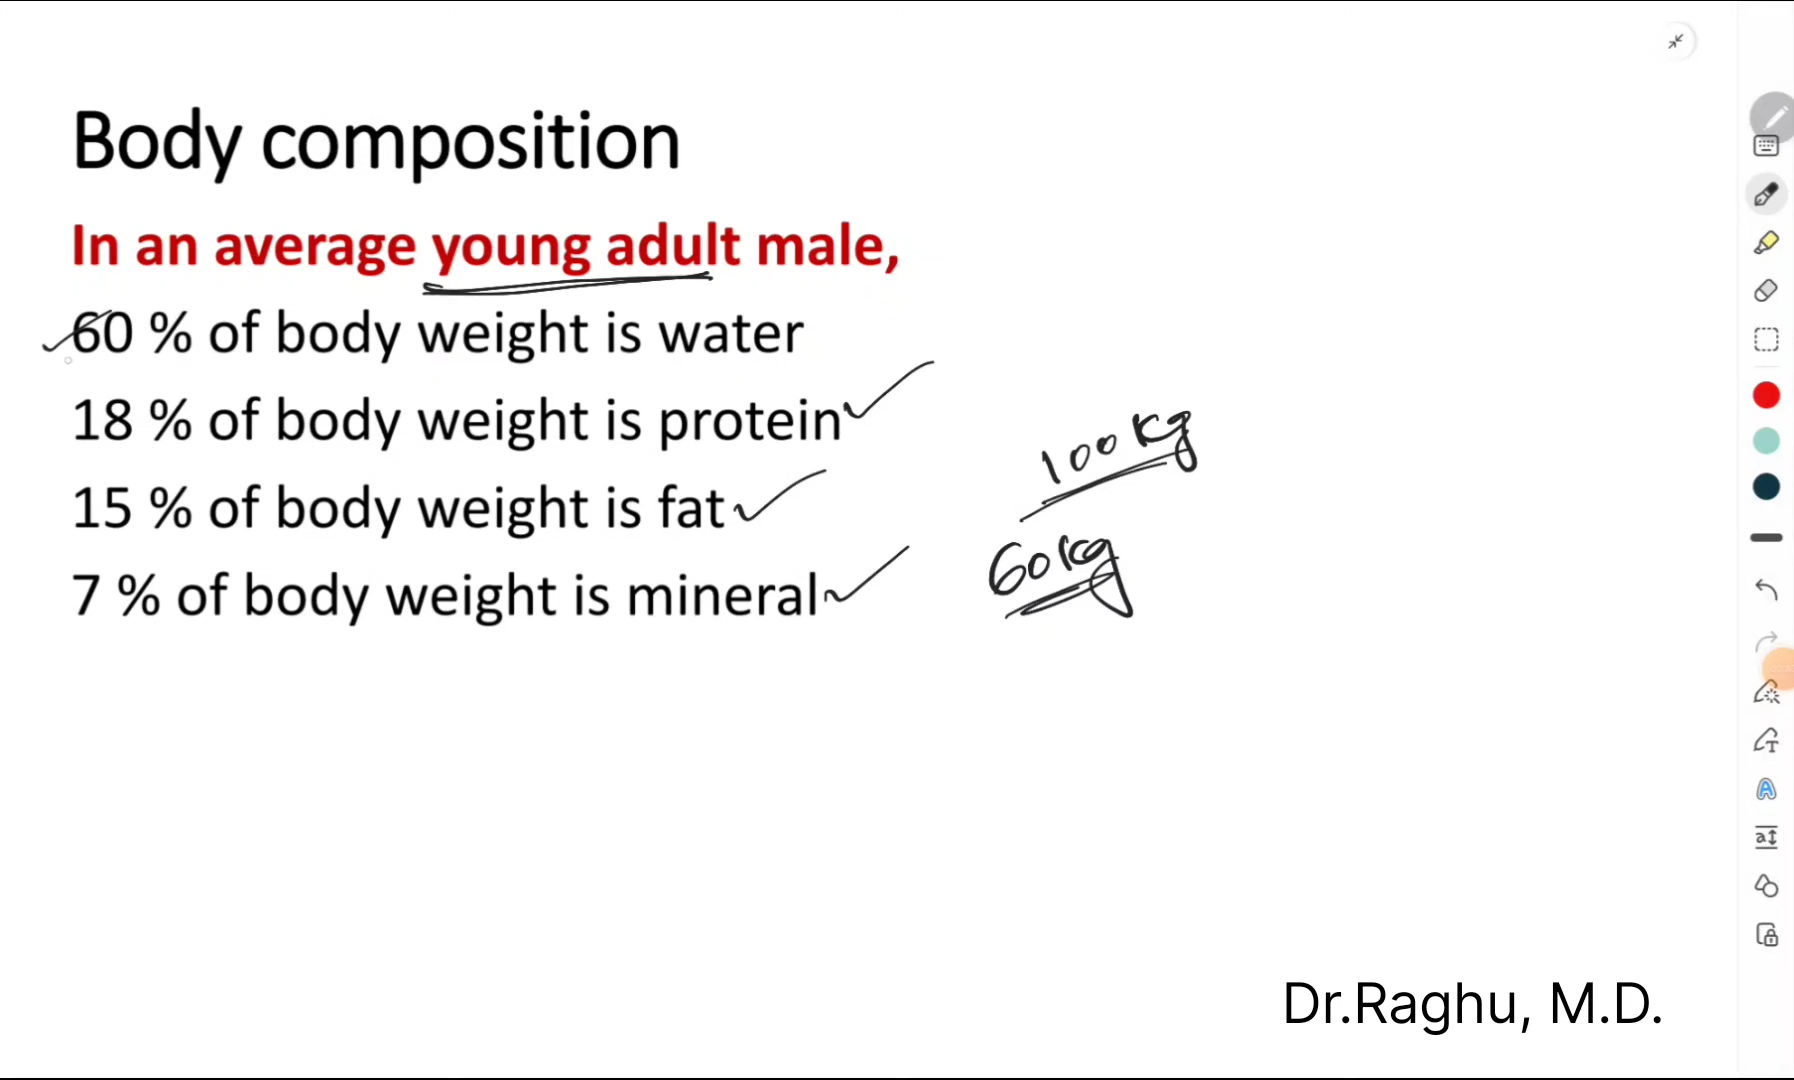 Body composition
In an average young adult male,
60 % of body weight is water
18 % of body weight is protein
15 % of body weight is fat
7 % of body weight is mineral
100 kg
60 kg
Dr.Raghu, M.D.